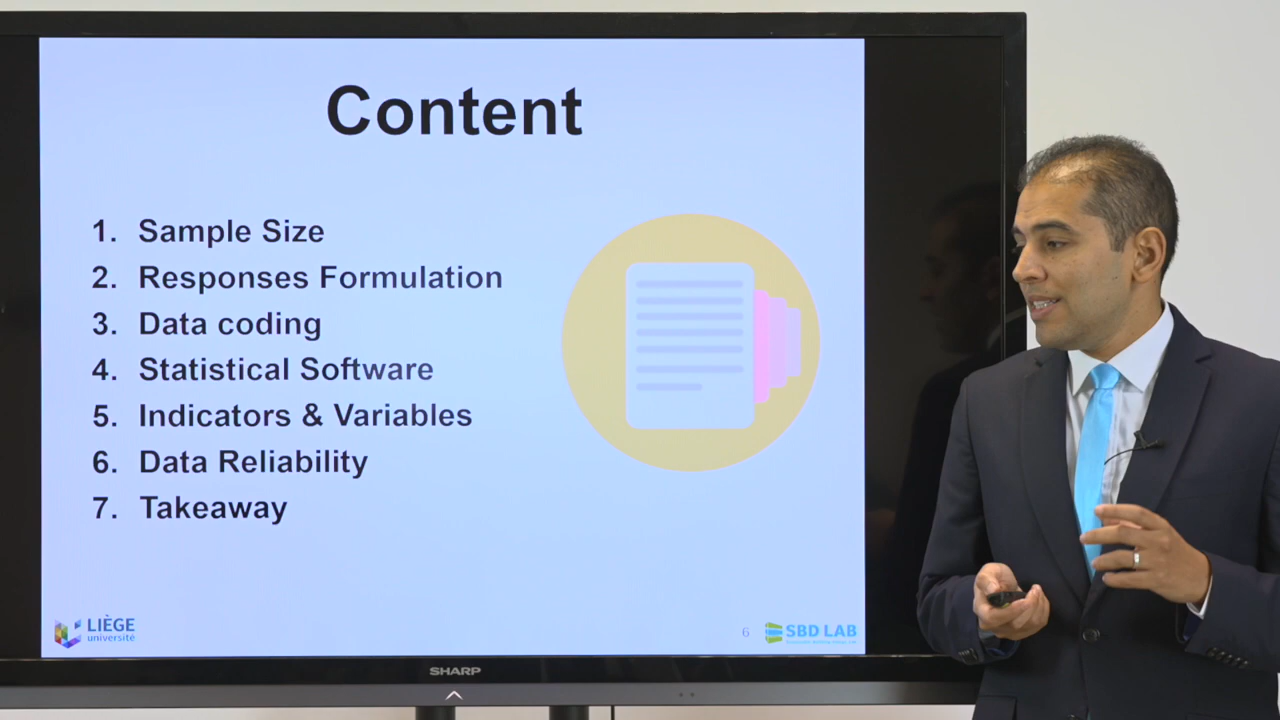 Content
1. Sample Size
2. Responses Formulation
3. Data coding
4. Statistical Software
5. Indicators & Variables
6. Data Reliability
7. Takeaway
LIÈGE
université
6
SBD LAB
SHARP